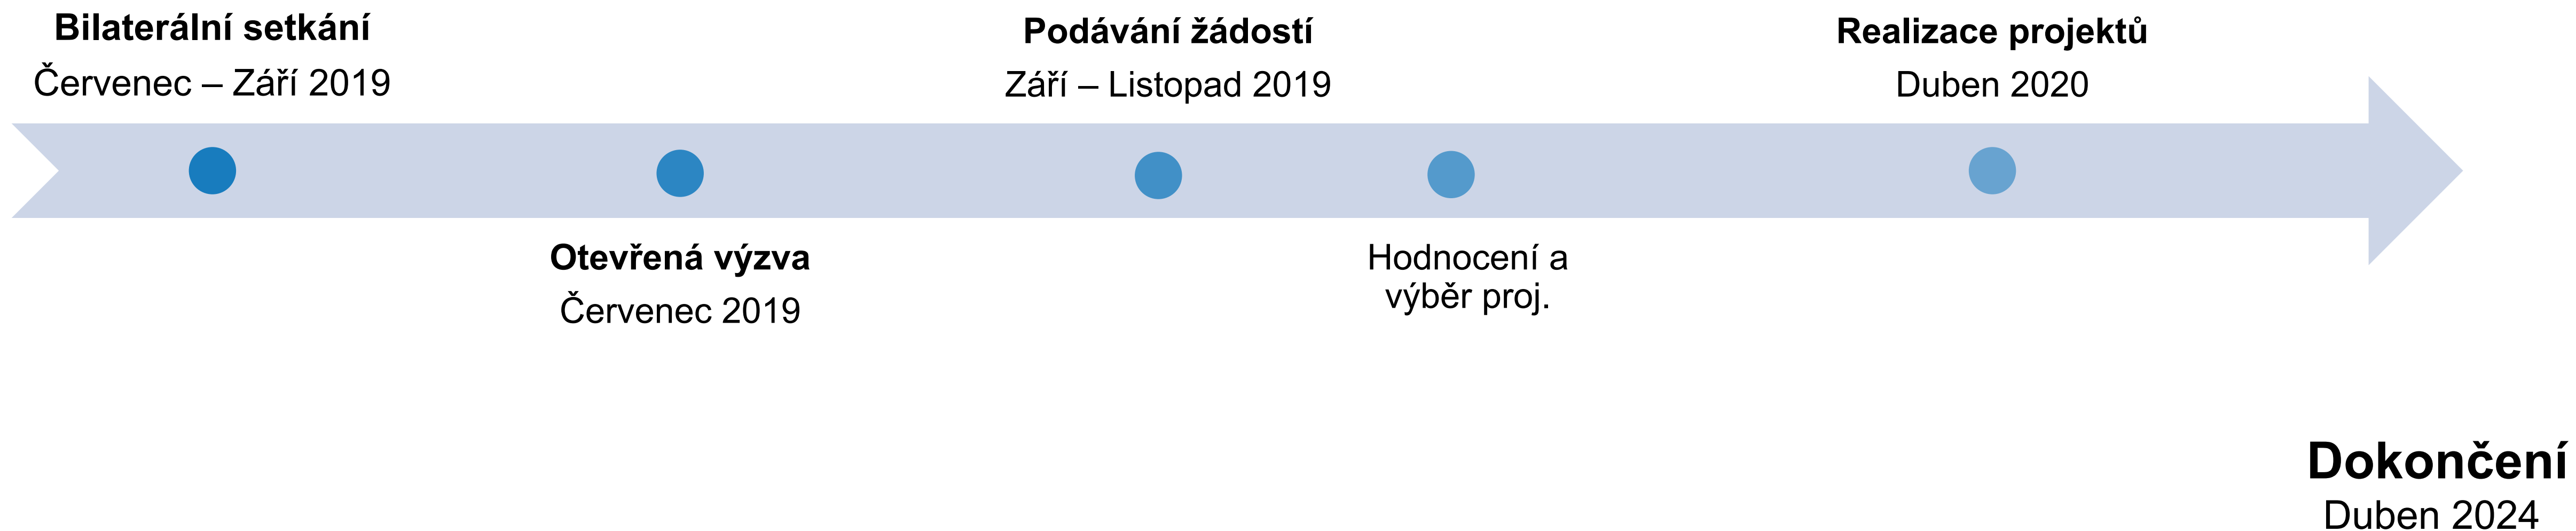 Bilaterální setkání
Červenec – Září 2019
Otevřená výzva
Červenec 2019
Podávání žádostí
Září – Listopad 2019
Hodnocení a
výběr proj.
Realizace projektů
Duben 2020
Dokončení
Duben 2024